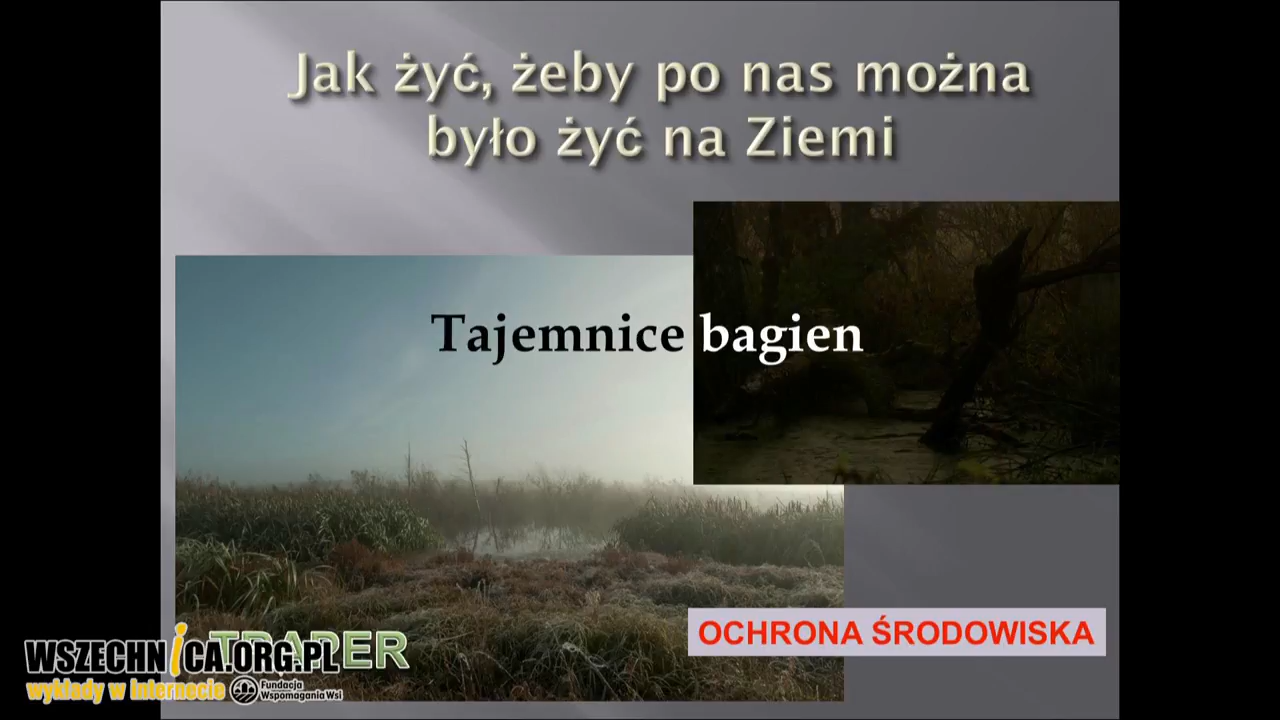 Jak żyć, żeby po nas można
było żyć na Ziemi
Tajemnice bagien
OCHRONA ŚRODOWISKA
TRAPER
WSZECHNICA.ORG.PL
wykłady w internecie
Fundacja
Wspomagania Wsi